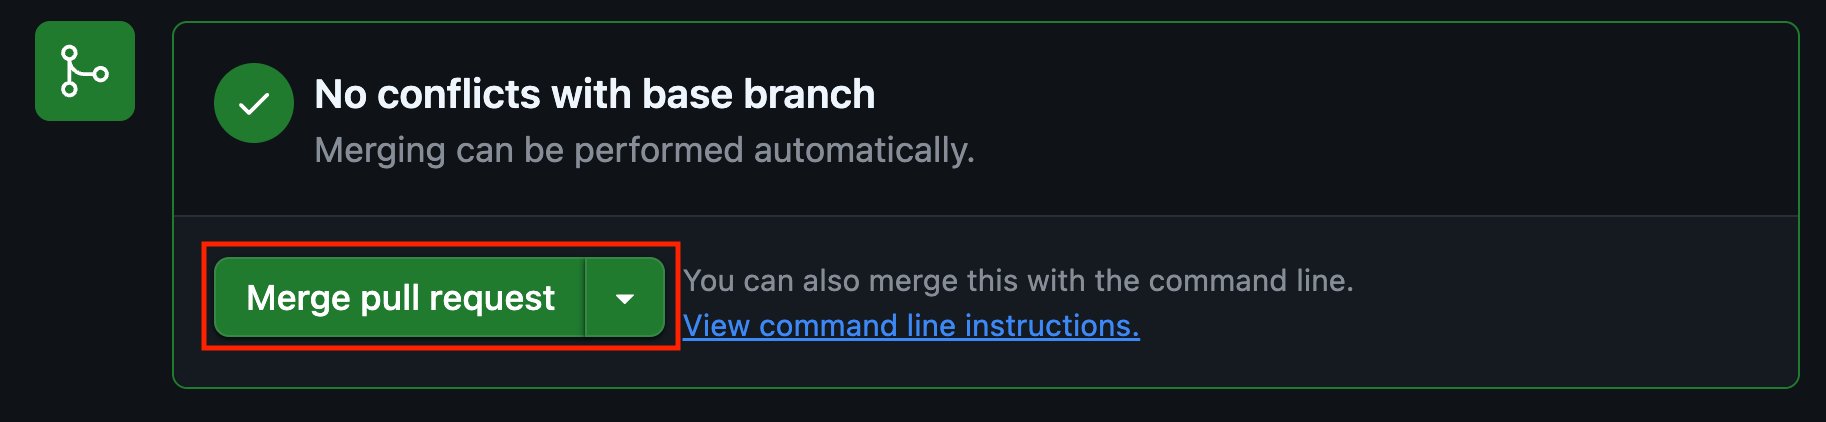 No conflicts with base branch
Merging can be performed automatically.
Merge pull request
You can also merge this with the command line.
View command line instructions.